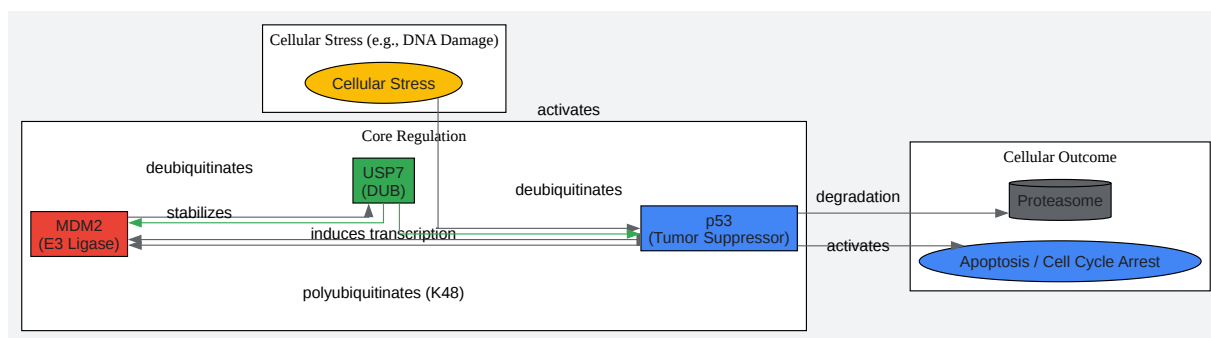 Cellular Stress (e.g., DNA Damage)
Cellular Stress
activates
Core Regulation
deubiquitinates
USP7
(DUB)
deubiquitinates
stabilizes
MDM2
(E3 Ligase)
induces transcription
p53
(Tumor Suppressor)
polyubiquitinates (K48)
Cellular Outcome
degradation
Proteasome
activates
Apoptosis / Cell Cycle Arrest